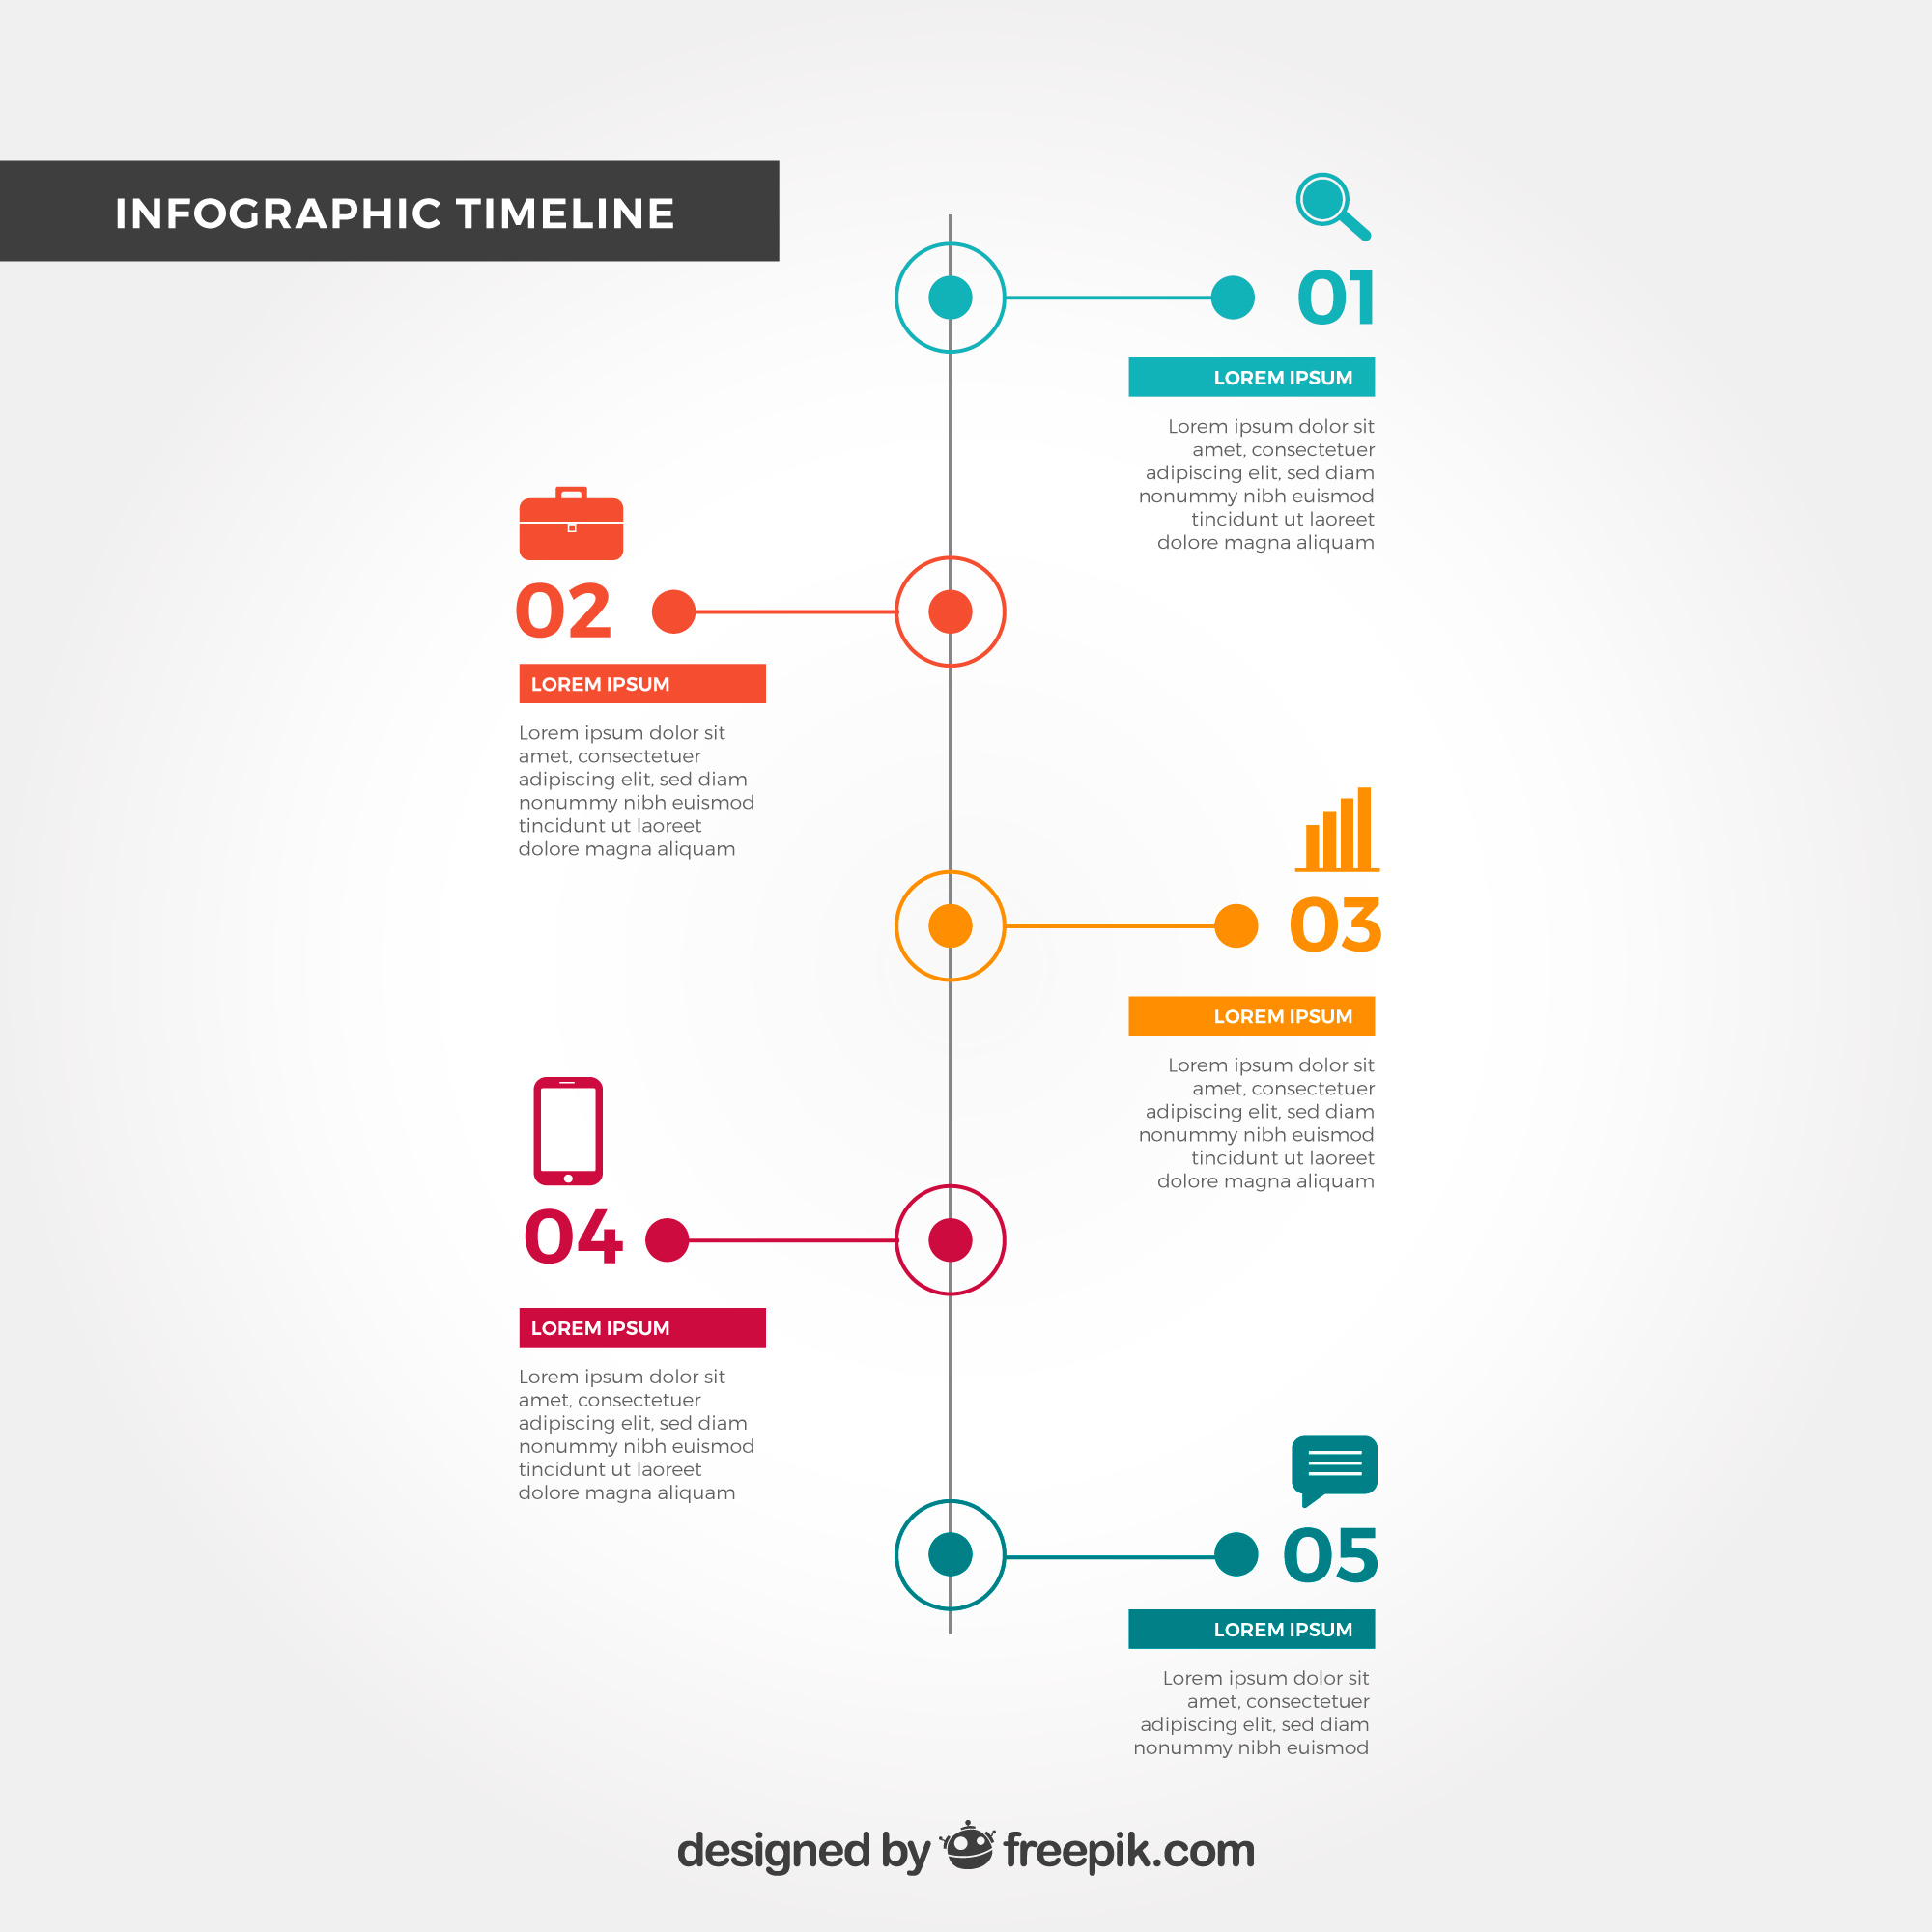 INFOGRAPHIC TIMELINE
01
LOREM IPSUM
Lorem ipsum dolor sit
amet, consectetuer
adipiscing elit, sed diam
nonummy nibh euismod
tincidunt ut laoreet
dolore magna aliquam
02
LOREM IPSUM
Lorem ipsum dolor sit
amet, consectetuer
adipiscing elit, sed diam
nonummy nibh euismod
tincidunt ut laoreet
dolore magna aliquam
03
LOREM IPSUM
Lorem ipsum dolor sit
amet, consectetuer
adipiscing elit, sed diam
nonummy nibh euismod
tincidunt ut laoreet
dolore magna aliquam
04
LOREM IPSUM
Lorem ipsum dolor sit
amet, consectetuer
adipiscing elit, sed diam
nonummy nibh euismod
tincidunt ut laoreet
dolore magna aliquam
05
LOREM IPSUM
Lorem ipsum dolor sit
amet, consectetuer
adipiscing elit, sed diam
nonummy nibh euismod
designed by freepik.com